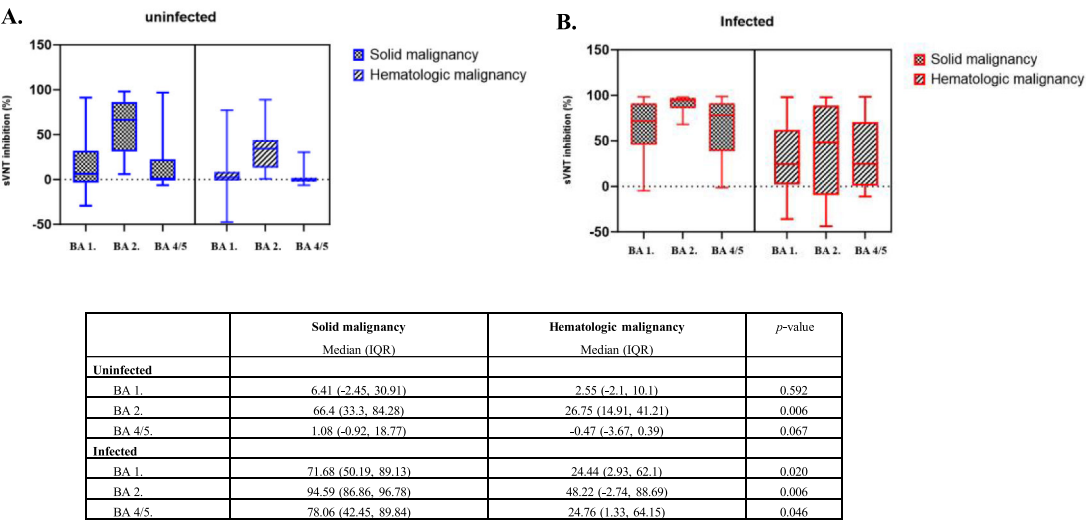 A.
uninfected
150
100
50
0
-50
sVNT inhibition (%)
BA 1.
BA 2.
BA 4/5
BA 1.
BA 2.
BA 4/5
Solid malignancy
Hematologic malignancy
B.
Infected
150
100
50
0
-50
sVNT inhibition (%)
BA 1.
BA 2.
BA 4/5
BA 1.
BA 2.
BA 4/5
Solid malignancy
Hematologic malignancy
Solid malignancy Hematologic malignancy p-value
Median (IQR) Median (IQR)
Uninfected
BA 1. 6.41 (-2.45, 30.91) 2.55 (-2.1, 10.1) 0.592
BA 2. 66.4 (33.3, 84.28) 26.75 (14.91, 41.21) 0.006
BA 4/5. 1.08 (-0.92, 18.77) -0.47 (-3.67, 0.39) 0.067
Infected
BA 1. 71.68 (50.19, 89.13) 24.44 (2.93, 62.1) 0.020
BA 2. 94.59 (86.86, 96.78) 48.22 (-2.74, 88.69) 0.006
BA 4/5. 78.06 (42.45, 89.84) 24.76 (1.33, 64.15) 0.046